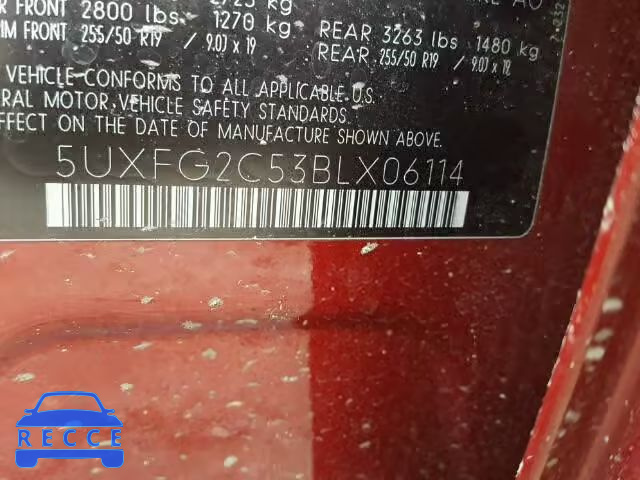 FRONT 2800 lbs 1270 kg
IM FRONT 255/50 R19 / 9.0J x 19
REAR 3263 lbs 1480 kg
REAR 255/50 R19 / 9.0J x 19
VEHICLE CONFORMS TO ALL APPLICABLE U.S.
ERAL MOTOR VEHICLE SAFETY STANDARDS
EFFECT ON THE DATE OF MANUFACTURE SHOWN ABOVE.
5UXFG2C53BLX06114
RECCE